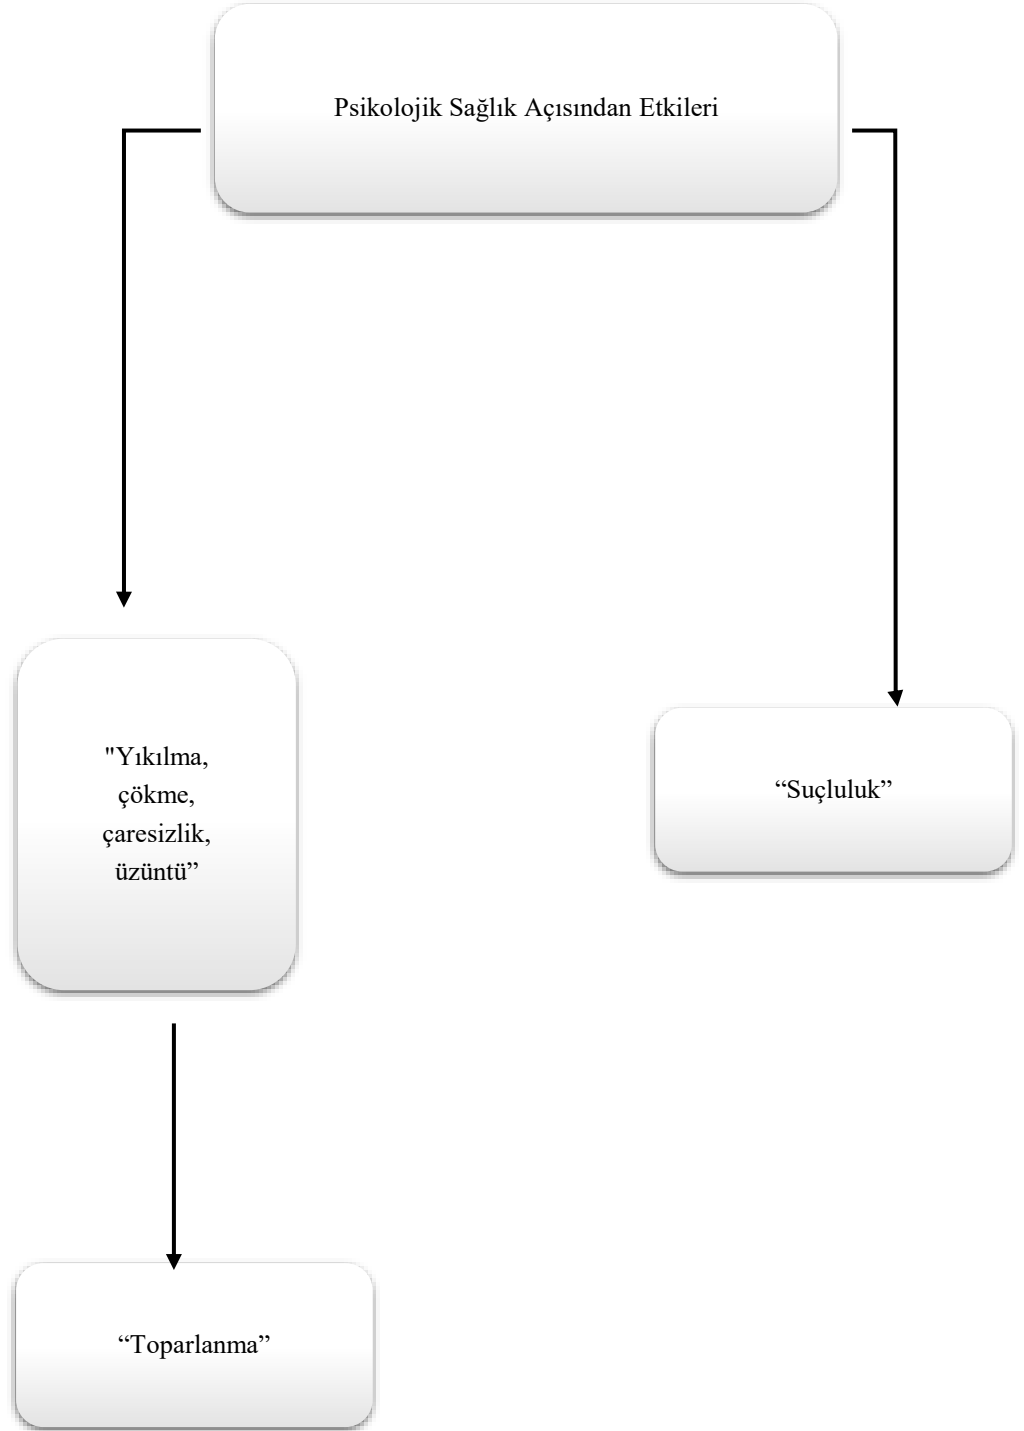 Psikolojik Sağlık Açısından Etkileri
"Yıkılma,
çökme,
çaresizlik,
üzüntü”
“Suçluluk”
“Toparlanma”